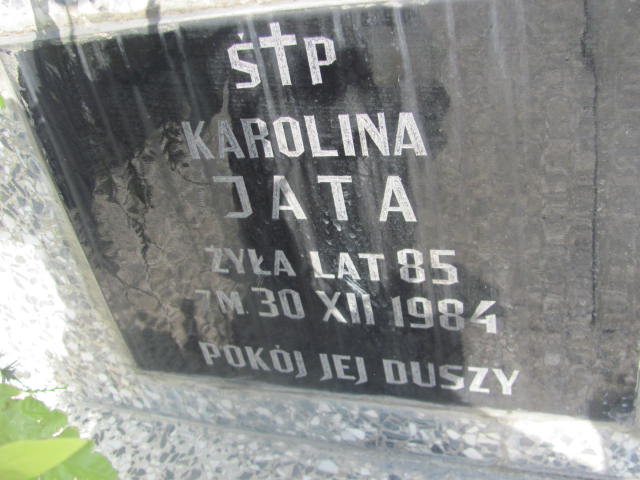 Ś†P
KAROLINA
JATA
ŻYŁA LAT 85
ZM. 30 XII 1984
POKÓJ JEJ DUSZY